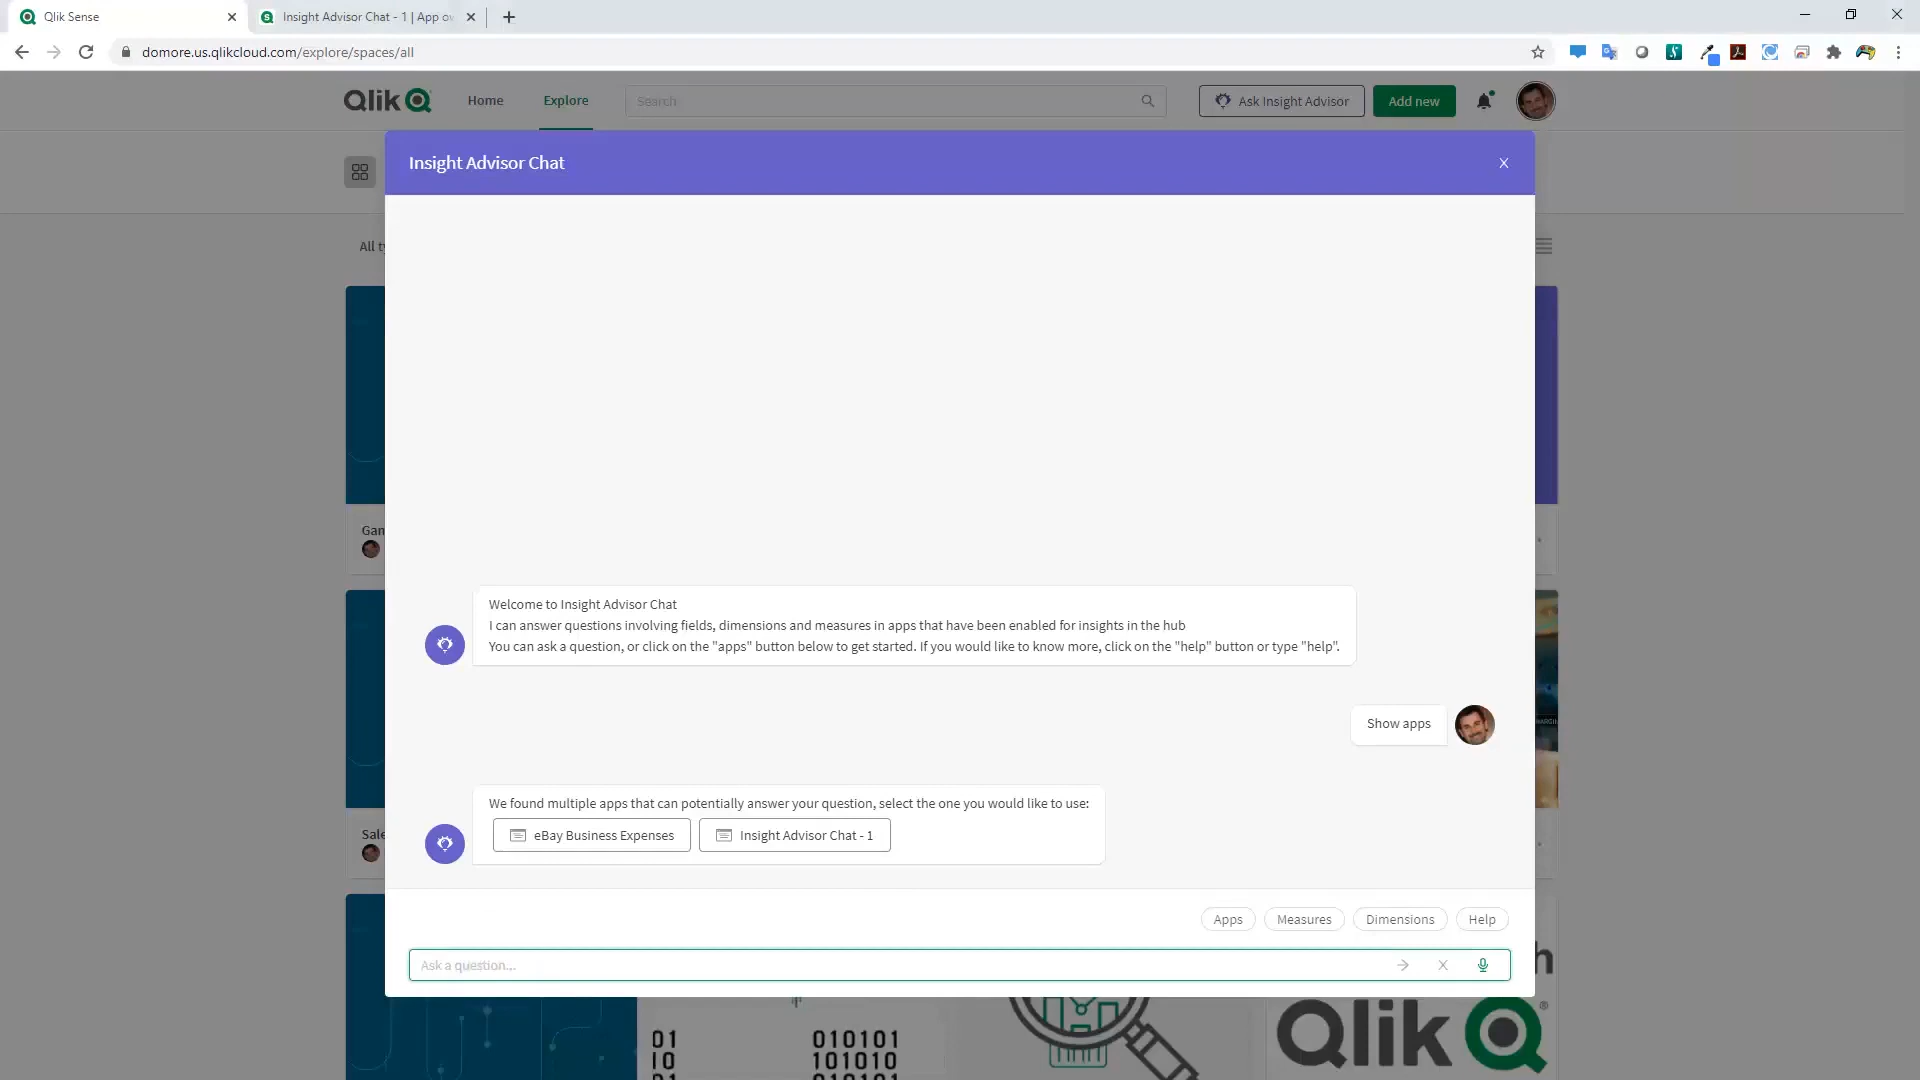 Qlik Sense
Insight Advisor Chat - 1 | App
domore.us.qlikcloud.com/explore/spaces/all
Qlik
Home
Explore
Search
Ask Insight Advisor
Add new
Insight Advisor Chat
All
Welcome to Insight Advisor Chat
I can answer questions involving fields, dimensions and measures in apps that have been enabled for insights in the hub
You can ask a question, or click on the "apps" button below to get started. If you would like to know more, click on the "help" button or type "help".
Show apps
We found multiple apps that can potentially answer your question, select the one you would like to use:
eBay Business Expenses
Insight Advisor Chat - 1
Apps
Measures
Dimensions
Help
Ask a question...
01
010101
10
101010
Qlik